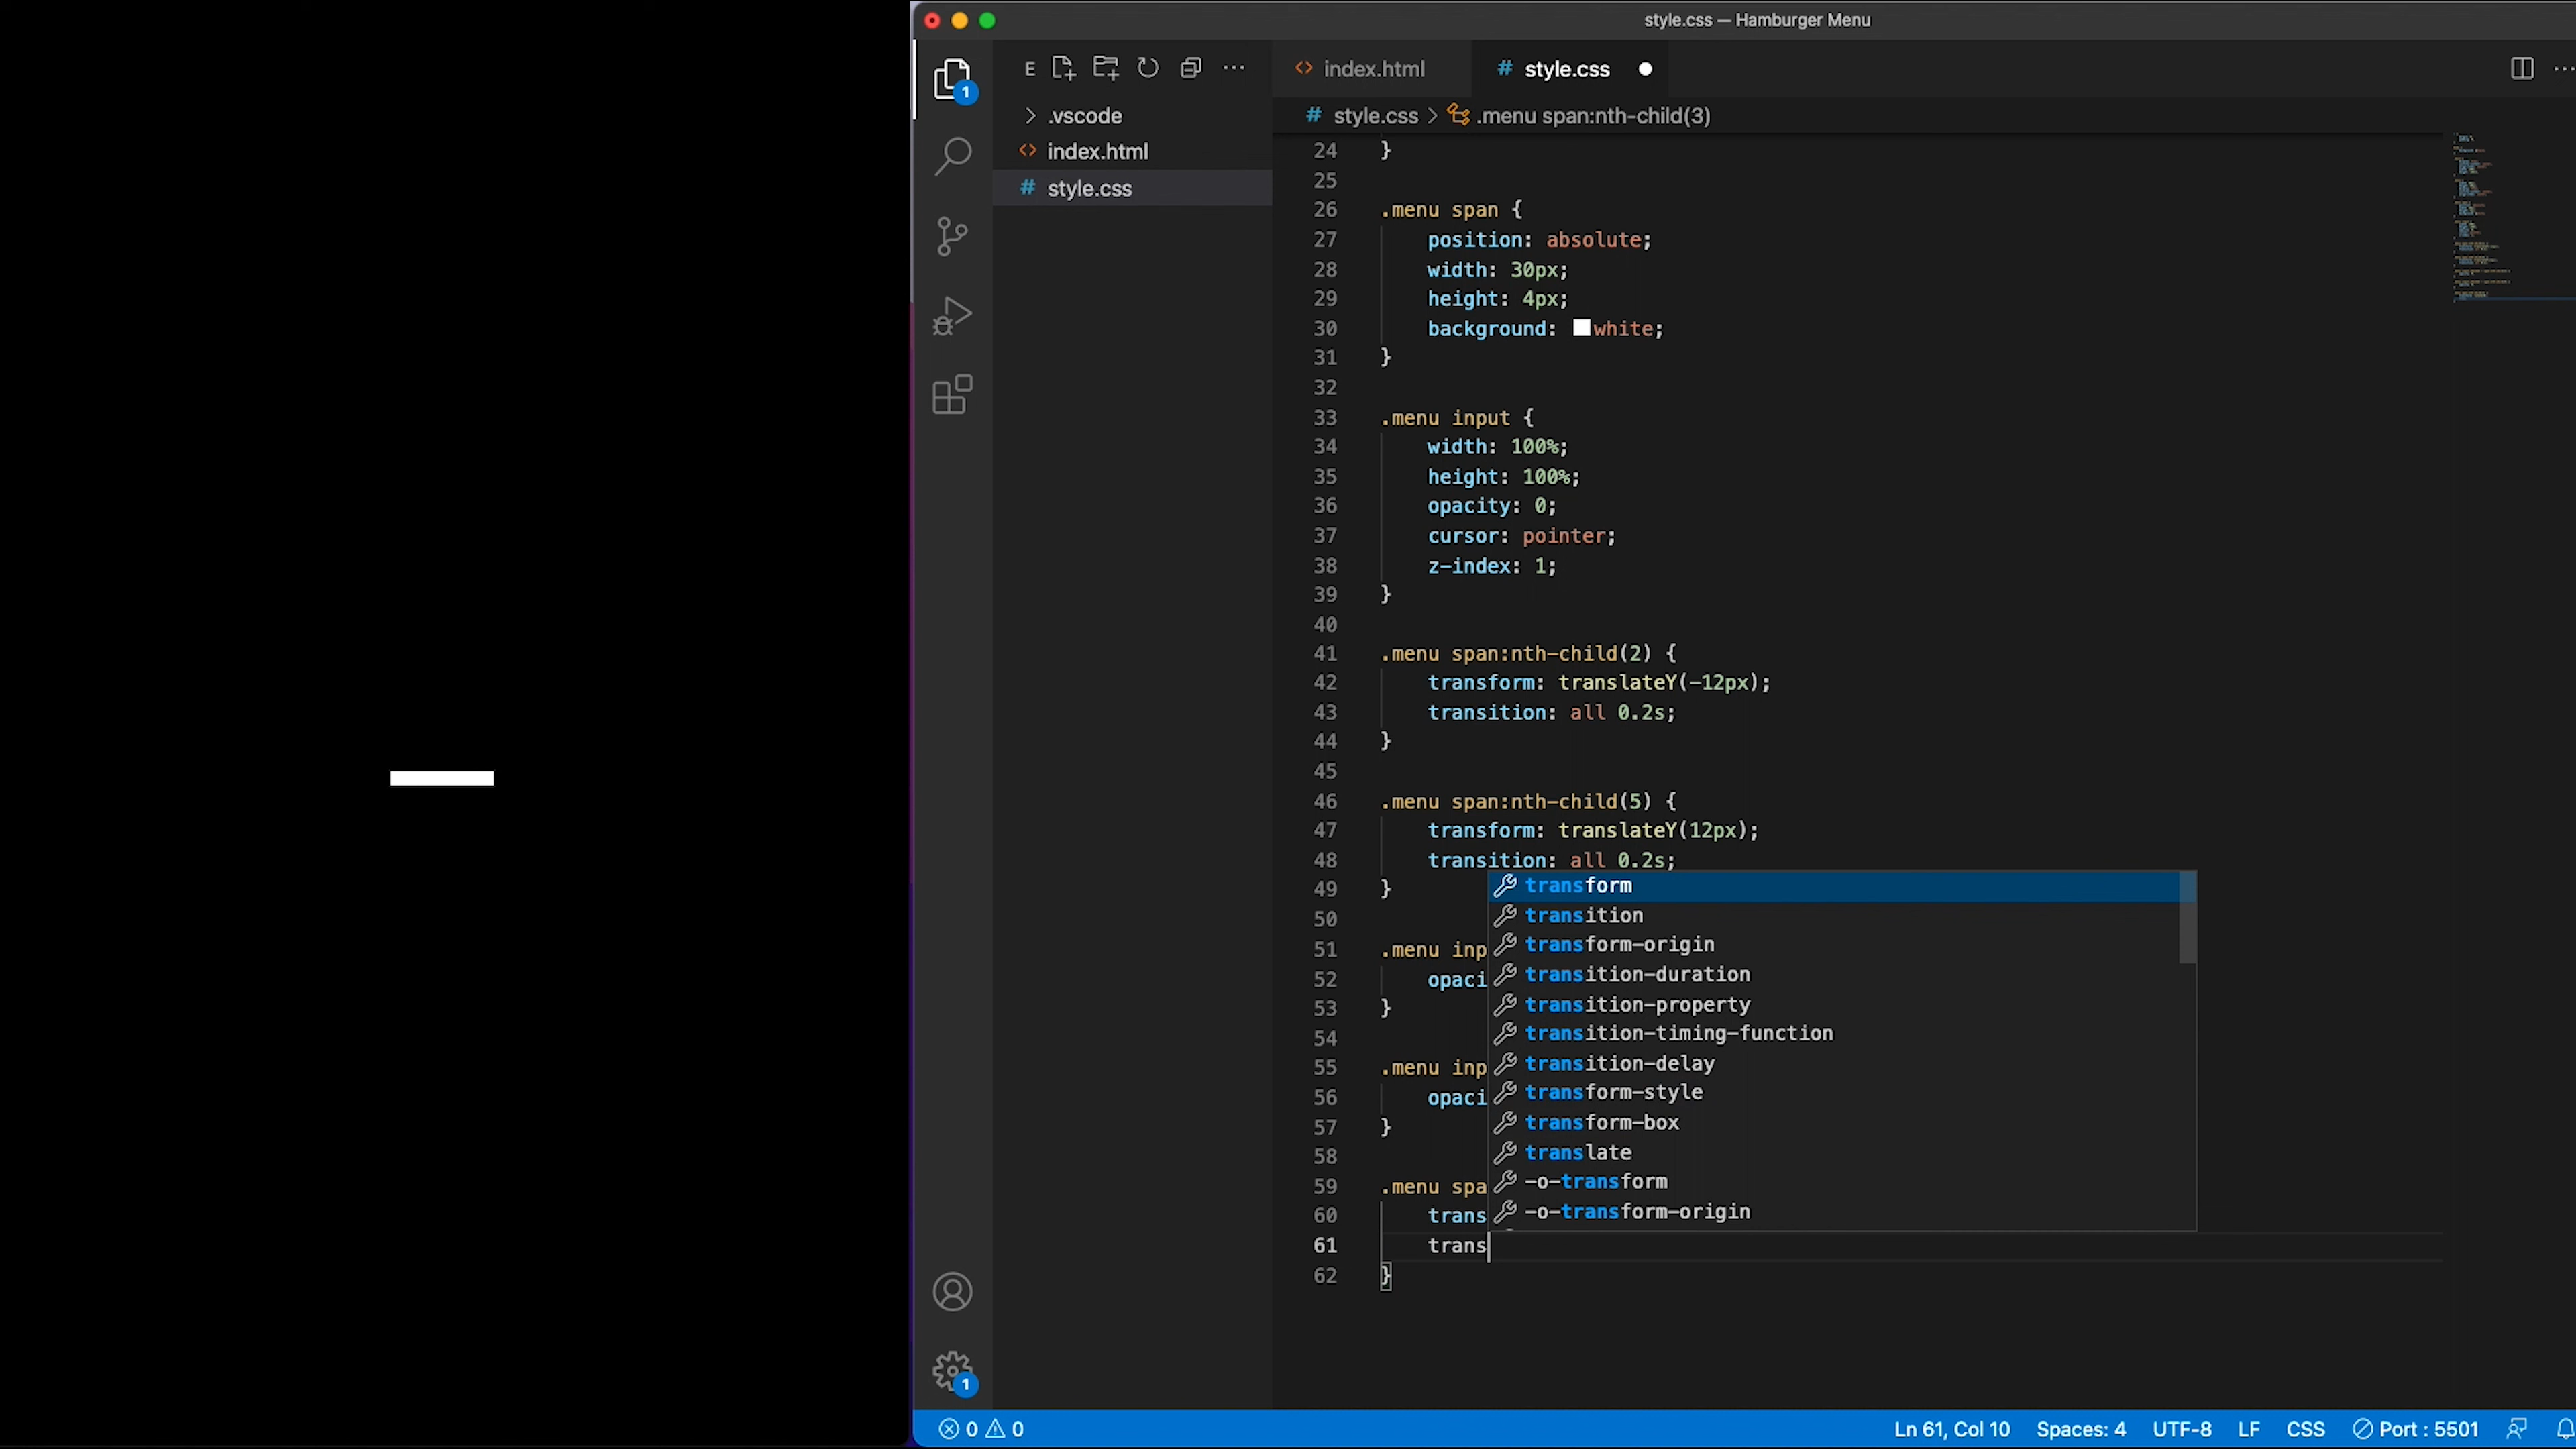 style.css — Hamburger Menu
E
index.html
# style.css
# style.css > .menu span:nth-child(3)
> .vscode
<> index.html
# style.css
1
24 }
25
26 .menu span {
27 position: absolute;
28 width: 30px;
29 height: 4px;
30 background: white;
31 }
32
33 .menu input {
34 width: 100%;
35 height: 100%;
36 opacity: 0;
37 cursor: pointer;
38 z-index: 1;
39 }
40
41 .menu span:nth-child(2) {
42 transform: translateY(-12px);
43 transition: all 0.2s;
44 }
45
46 .menu span:nth-child(5) {
47 transform: translateY(12px);
48 transition: all 0.2s;
49 }
50
51 .menu inp
52 opaci
53 }
54
55 .menu inp
56 opaci
57 }
58
59 .menu spa
60 trans
61 trans
62 }
transform
transition
transform-origin
transition-duration
transition-property
transition-timing-function
transition-delay
transform-style
transform-box
translate
-o-transform
-o-transform-origin
1
0 0
Ln 61, Col 10 Spaces: 4 UTF-8 LF CSS Port : 5501